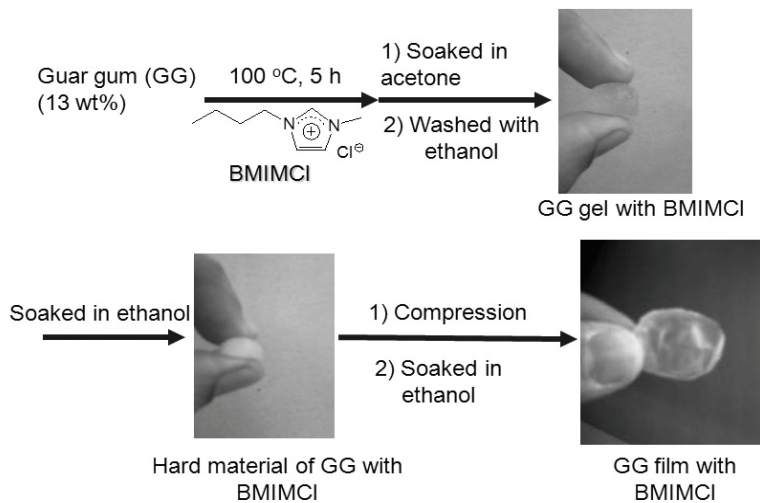 Guar gum (GG)
(13 wt%)
100 °C, 5 h
N
N
⊕
Cl⊖
BMIMCl
1) Soaked in
acetone
2) Washed with
ethanol
GG gel with BMIMCl
Soaked in ethanol
Hard material of GG with
BMIMCl
1) Compression
2) Soaked in
ethanol
GG film with
BMIMCl